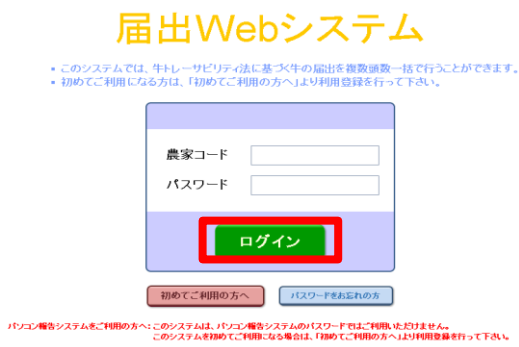 届出Webシステム
▪ このシステムでは、牛トレーサビリティ法に基づく牛の届出を複数頭数一括で行うことができます。
▪ 初めてご利用になる方は、「初めてご利用の方へ」より利用登録を行って下さい。
農家コード
パスワード
ログイン
初めてご利用の方へ
パスワードをお忘れの方
パソコン報告システムをご利用の方へ：このシステムは、パソコン報告システムのパスワードではご利用いただけません。
このシステムを初めてご利用になる場合は、「初めてご利用の方へ」より利用登録を行って下さい。